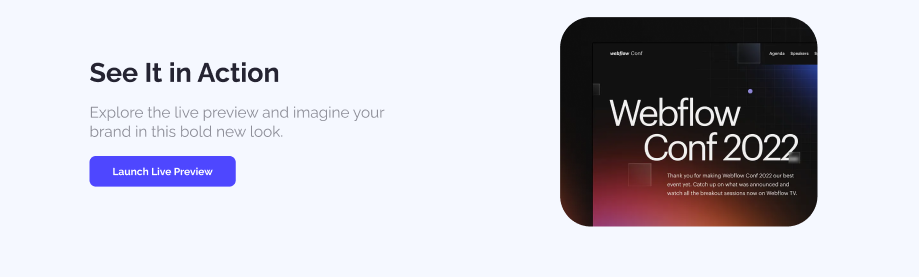 See It in Action
Explore the live preview and imagine your
brand in this bold new look.
Launch Live Preview
webflow Conf
Agenda Speakers
Webflow
Conf 2022
Thank you for making Webflow Conf 2022 our best
event yet. Catch up on what was announced and
watch all the breakout sessions now on Webflow TV.